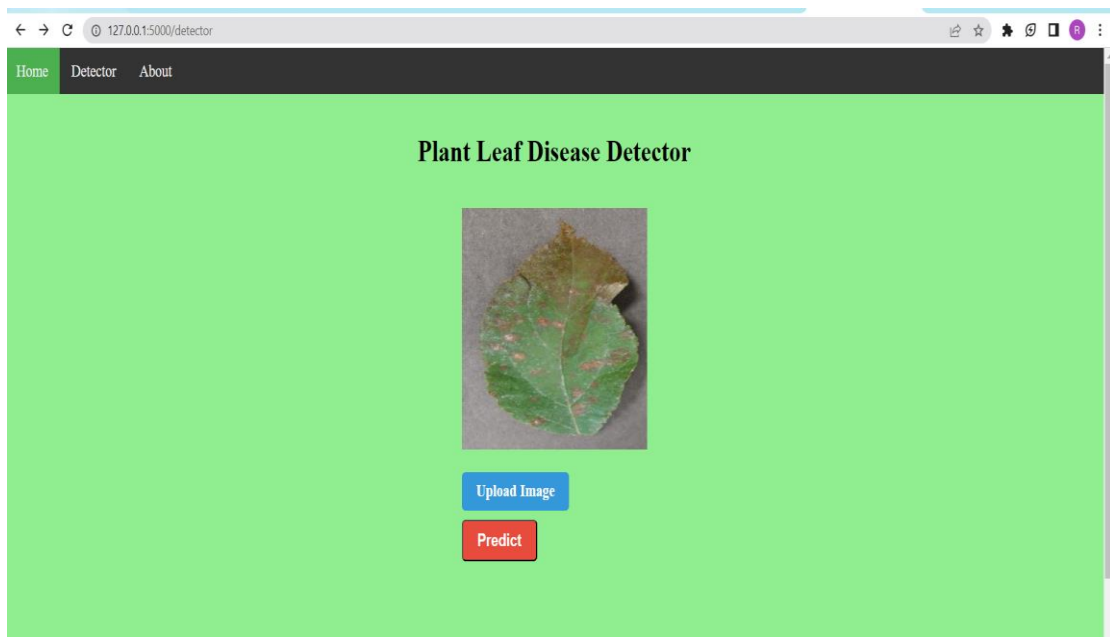 127.0.0.1:5000/detector
R
Home Detector About
Plant Leaf Disease Detector
Upload Image
Predict